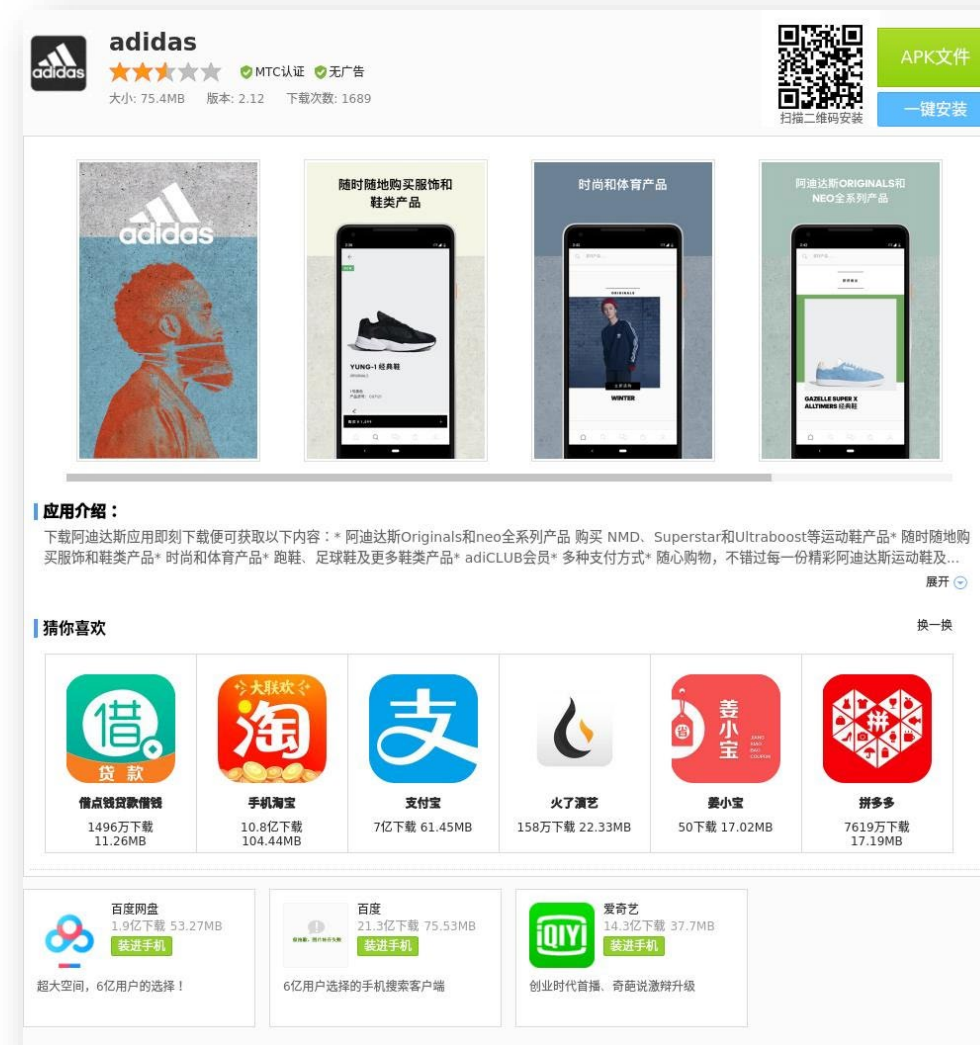 adidas
adidas
MTC认证 无广告
大小: 75.4MB 版本: 2.12 下载次数: 1689
扫描二维码安装
APK文件
一键安装
adidas
随时随地购买服饰和
鞋类产品
YUNG-1 经典鞋
时尚和体育产品
ORIGINALS
WINTER
阿迪达斯ORIGINALS和
NEO全系列产品
GAZELLE SUPER X
ALLTIMERS 经典鞋
应用介绍：
下载阿迪达斯应用即刻下载便可获取以下内容：* 阿迪达斯Originals和neo全系列产品 购买 NMD、Superstar和Ultraboost等运动鞋产品* 随时随地购
买服饰和鞋类产品* 时尚和体育产品* 跑鞋、足球鞋及更多鞋类产品* adiCLUB会员* 多种支付方式* 随心购物，不错过每一份精彩阿迪达斯运动鞋及...
展开
猜你喜欢
换一换
借
贷 款
借点钱贷款借钱
1496万下载
11.26MB
大联欢
淘
手机淘宝
10.8亿下载
104.44MB
支
支付宝
7亿下载 61.45MB
火了演艺
158万下载 22.33MB
姜小宝
姜小宝
50下载 17.02MB
拼
拼多多
7619万下载
17.19MB
百度网盘
1.9亿下载 53.27MB
装进手机
超大空间，6亿用户的选择！
百度
21.3亿下载 75.53MB
装进手机
6亿用户选择的手机搜索客户端
iQIYI
爱奇艺
14.3亿下载 37.7MB
装进手机
创业时代首播、奇葩说激辩升级